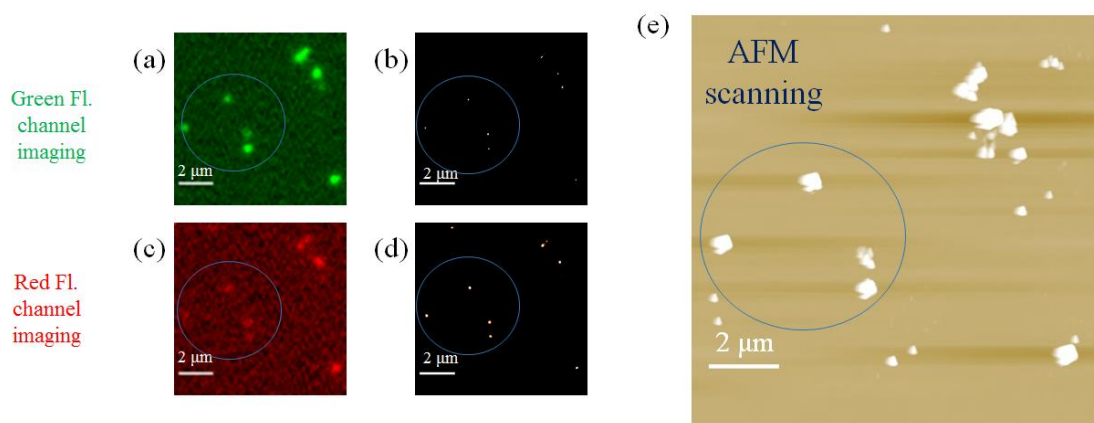 Green Fl.
channel
imaging
(a)
2 μm
(b)
2 μm
Red Fl.
channel
imaging
(c)
2 μm
(d)
2 μm
(e)
AFM
scanning
2 μm